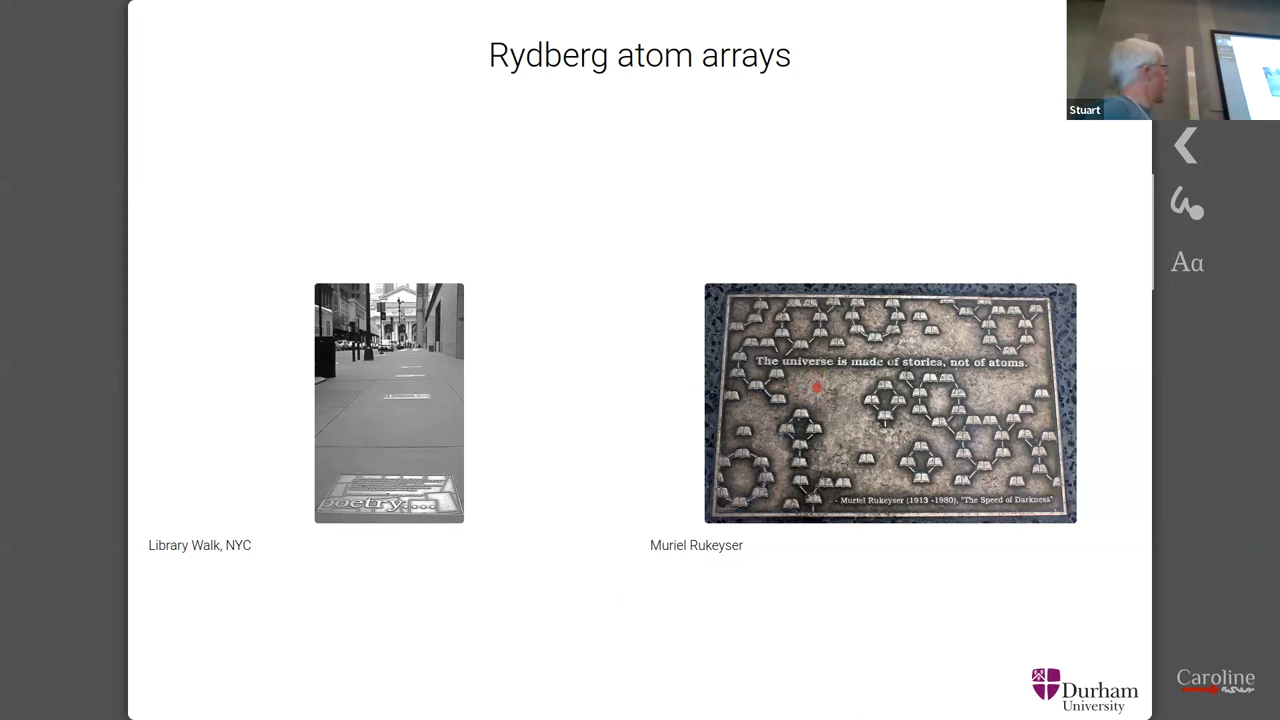 Rydberg atom arrays
Stuart
Aα
poetry....
The universe is made of stories, not of atoms.
- Muriel Rukeyser (1913 -1980), "The Speed of Darkness"
Library Walk, NYC
Muriel Rukeyser
Durham
University
Caroline